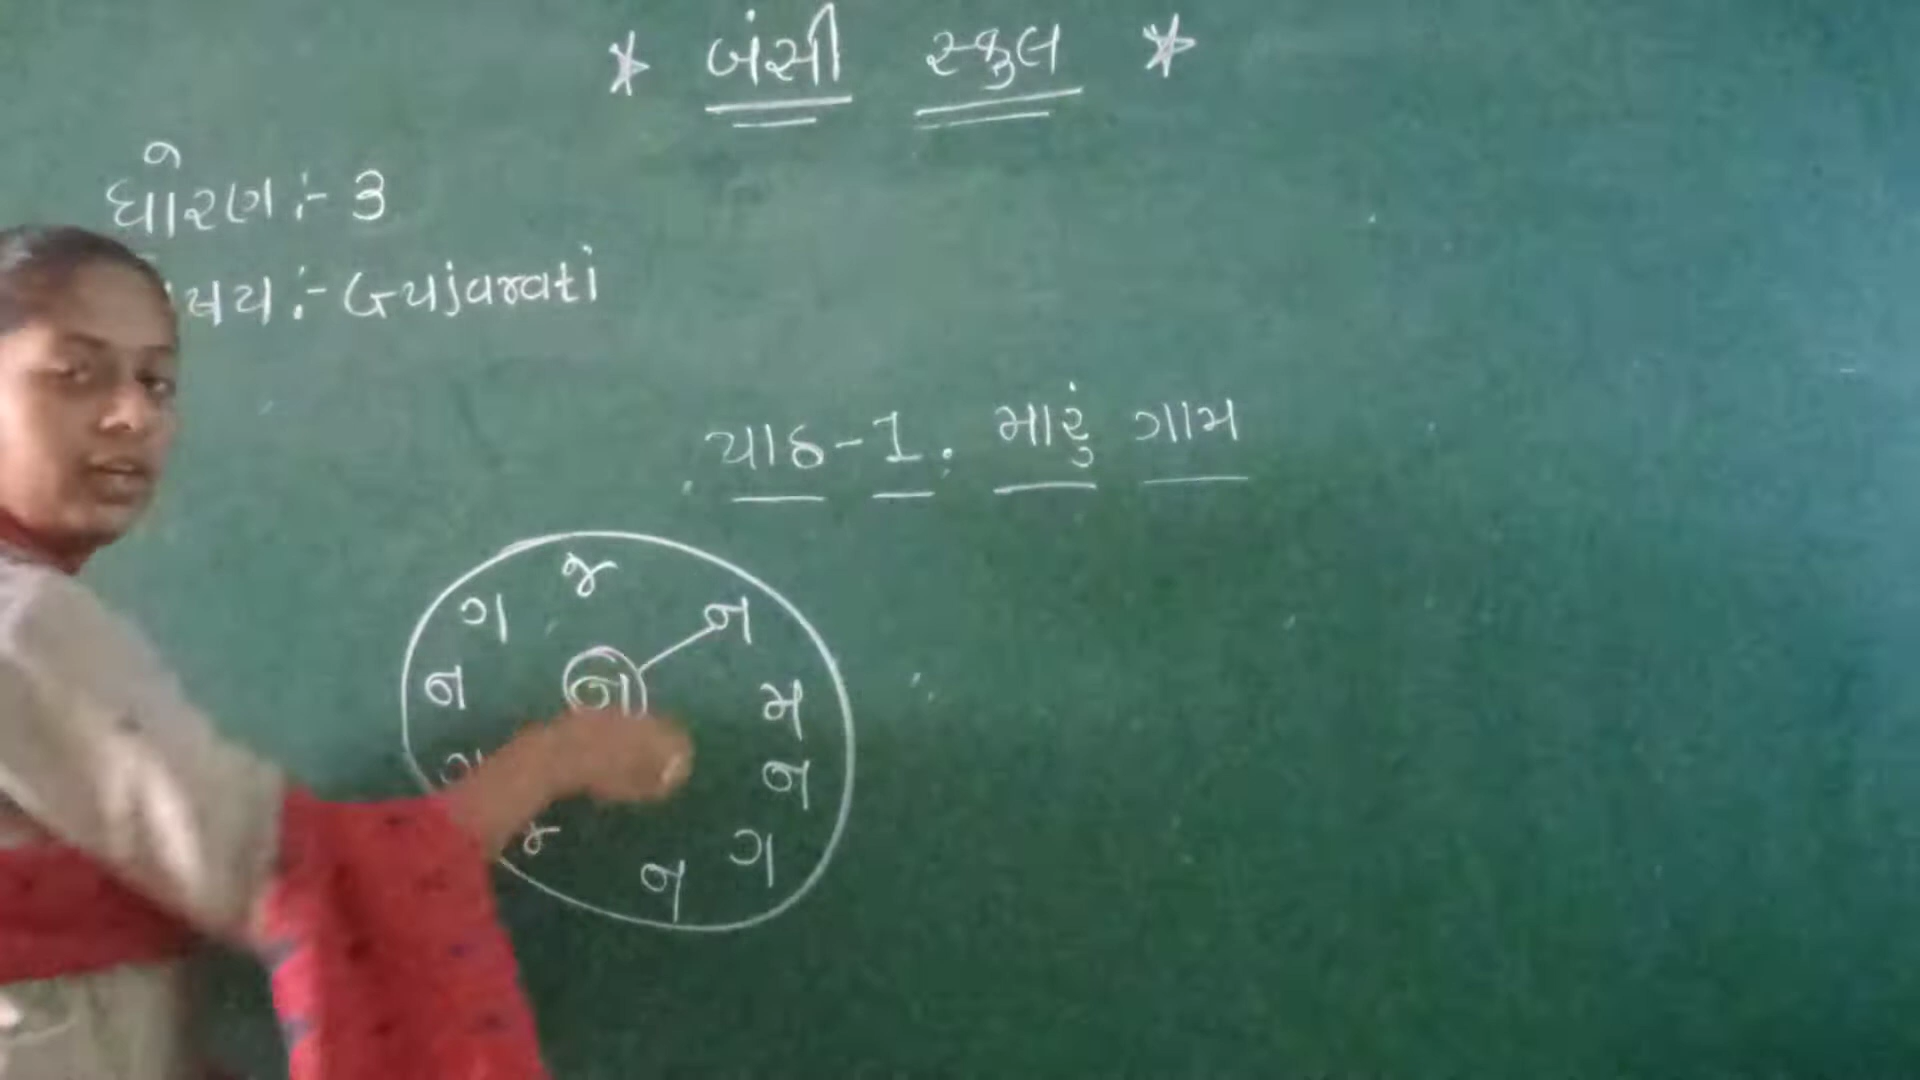 * બંસી સ્કુલ *
ધોરણ :- 3
ષય :- Gujarati
પાઠ - 1. મારું ગામ
જ
ગ
ન
ન
બ
મ
બ
ગ
બ